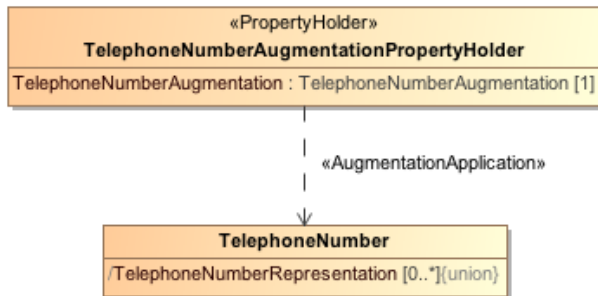 «PropertyHolder»
TelephoneNumberAugmentationPropertyHolder
TelephoneNumberAugmentation : TelephoneNumberAugmentation [1]
«AugmentationApplication»
TelephoneNumber
/TelephoneNumberRepresentation [0..*]{union}